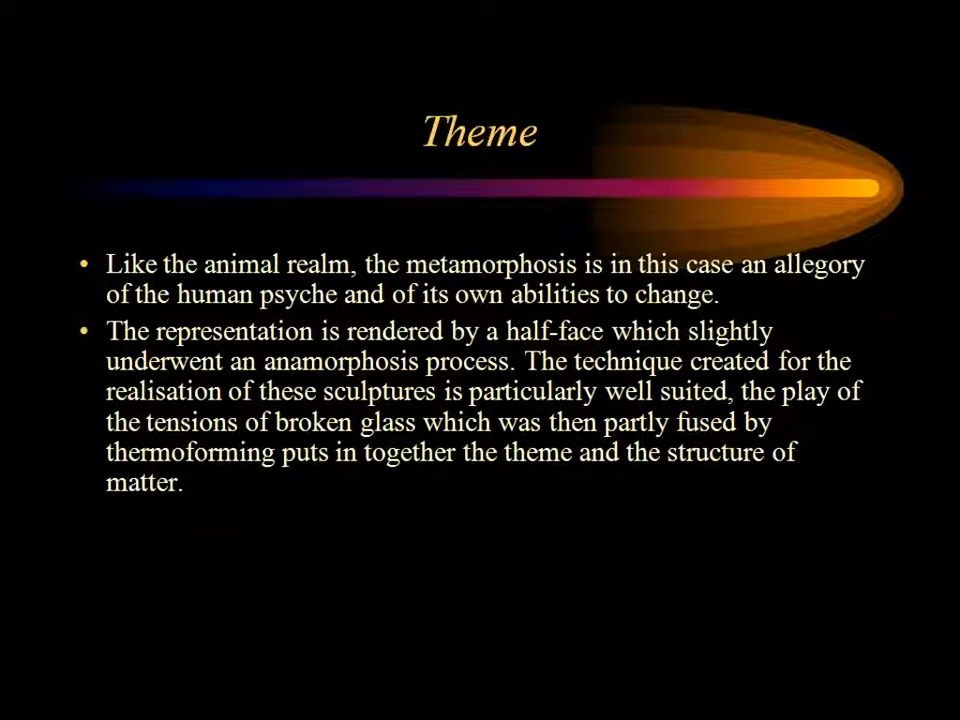 Theme
• Like the animal realm, the metamorphosis is in this case an allegory
of the human psyche and of its own abilities to change.
• The representation is rendered by a half-face which slightly
underwent an anamorphosis process. The technique created for the
realisation of these sculptures is particularly well suited, the play of
the tensions of broken glass which was then partly fused by
thermoforming puts in together the theme and the structure of
matter.